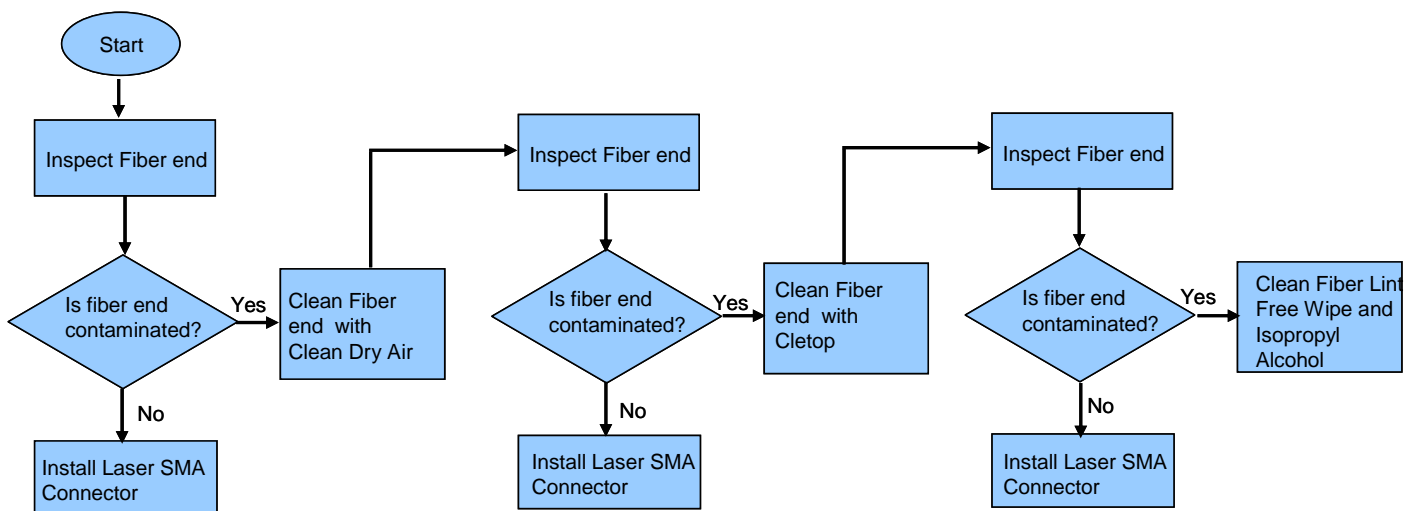 Start
Inspect Fiber end
Is fiber end
contaminated?
Yes
No
Install Laser SMA
Connector
Clean Fiber
end with
Clean Dry Air
Inspect Fiber end
Is fiber end
contaminated?
Yes
No
Install Laser SMA
Connector
Clean Fiber
end with
Cletop
Inspect Fiber end
Is fiber end
contaminated?
Yes
No
Install Laser SMA
Connector
Clean Fiber Lint
Free Wipe and
Isopropyl
Alcohol